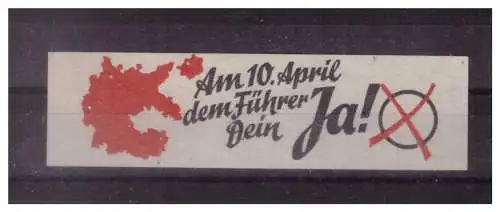 Am 10. April
dem Führer
Dein Ja!